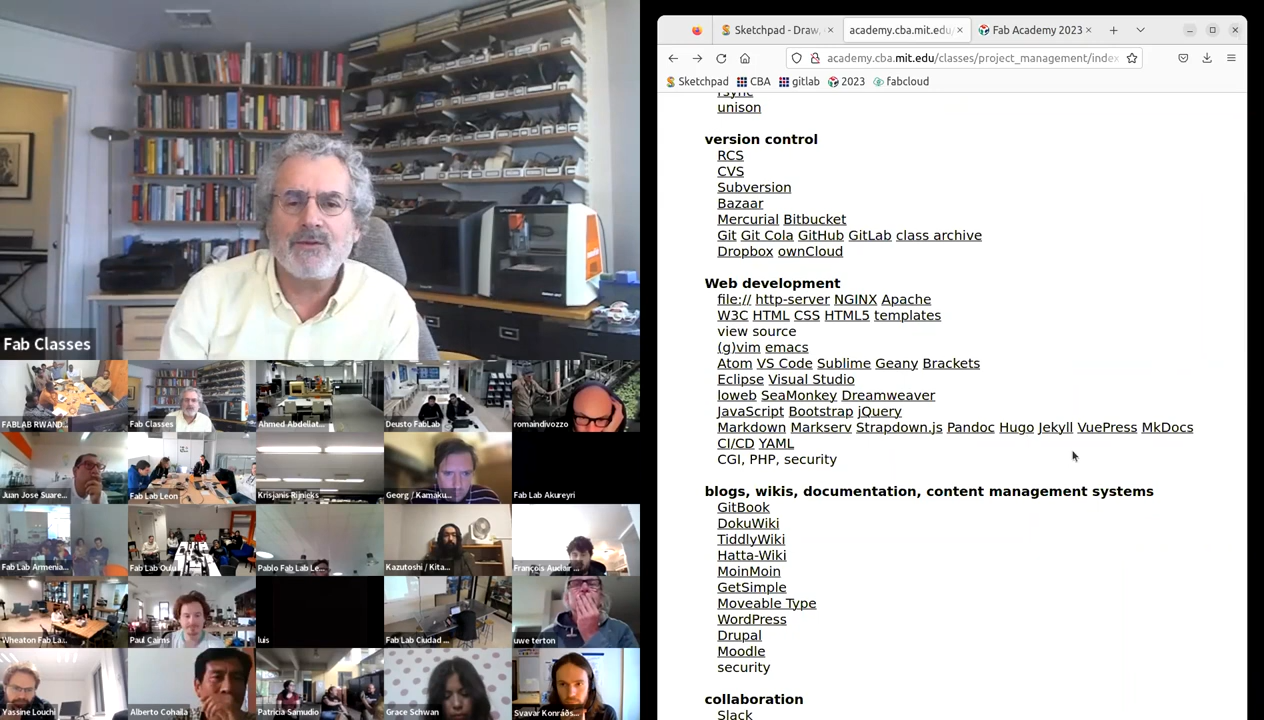 Fab Classes
FABLAB RWAND...
Fab Classes
Ahmed Abdellat...
Deusto FabLab
romaindivozzo
Juan Jose Suare...
Fab Lab Leon
Krisjanis Rijnieks
Georg / Kamaku...
Fab Lab Akureyri
Fab Lab Armenia...
Fab Lab Oulu
Pablo Fab Lab Le...
Kazutoshi / Kita...
François Auclair ...
Wheaton Fab La...
Paul Cairns
luis
Fab Lab Ciudad ...
uwe terton
Yassine Louchi
Alberto Cohaila
Patricia Samudio
Grace Schwan
Svavar Konráðs...
Sketchpad - Draw,
academy.cba.mit.edu/
Fab Academy 2023
academy.cba.mit.edu/classes/project_management/index
Sketchpad CBA gitlab 2023 fabcloud
rsync
unison
version control
RCS
CVS
Subversion
Bazaar
Mercurial Bitbucket
Git Git Cola GitHub GitLab class archive
Dropbox ownCloud
Web development
file:// http-server NGINX Apache
W3C HTML CSS HTML5 templates
view source
(g)vim emacs
Atom VS Code Sublime Geany Brackets
Eclipse Visual Studio
Ioweb SeaMonkey Dreamweaver
JavaScript Bootstrap jQuery
Markdown Markserv Strapdown.js Pandoc Hugo Jekyll VuePress MkDocs
CI/CD YAML
CGI, PHP, security
blogs, wikis, documentation, content management systems
GitBook
DokuWiki
TiddlyWiki
Hatta-Wiki
MoinMoin
GetSimple
Moveable Type
WordPress
Drupal
Moodle
security
collaboration
Slack